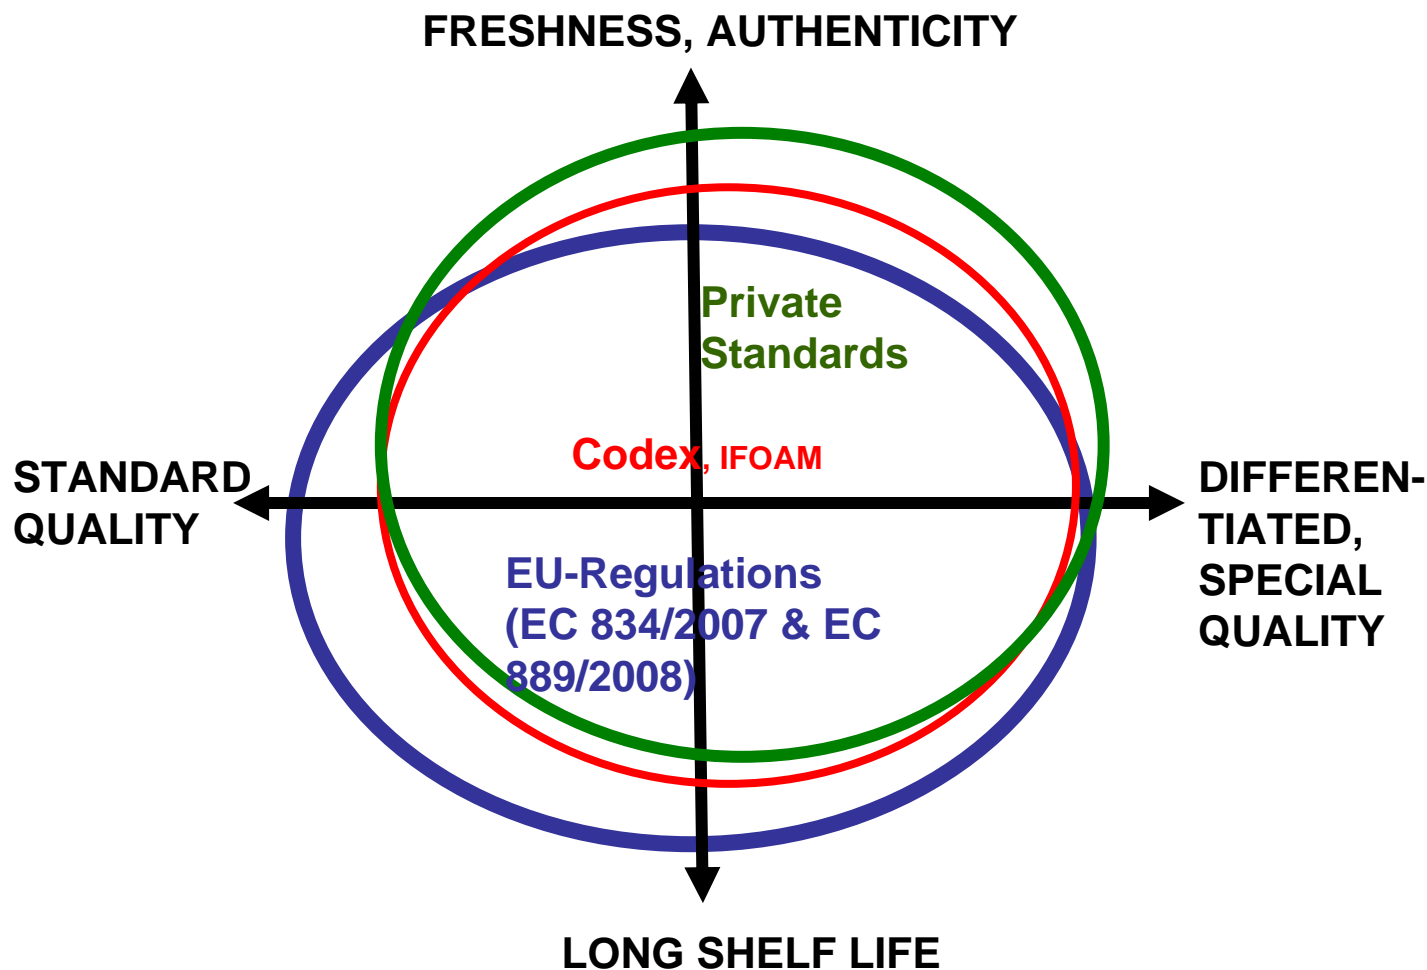 FRESHNESS, AUTHENTICITY
Private
Standards
Codex, IFOAM
STANDARD
QUALITY
DIFFEREN-
TIATED,
SPECIAL
QUALITY
EU-Regulations
(EC 834/2007 & EC
889/2008)
LONG SHELF LIFE